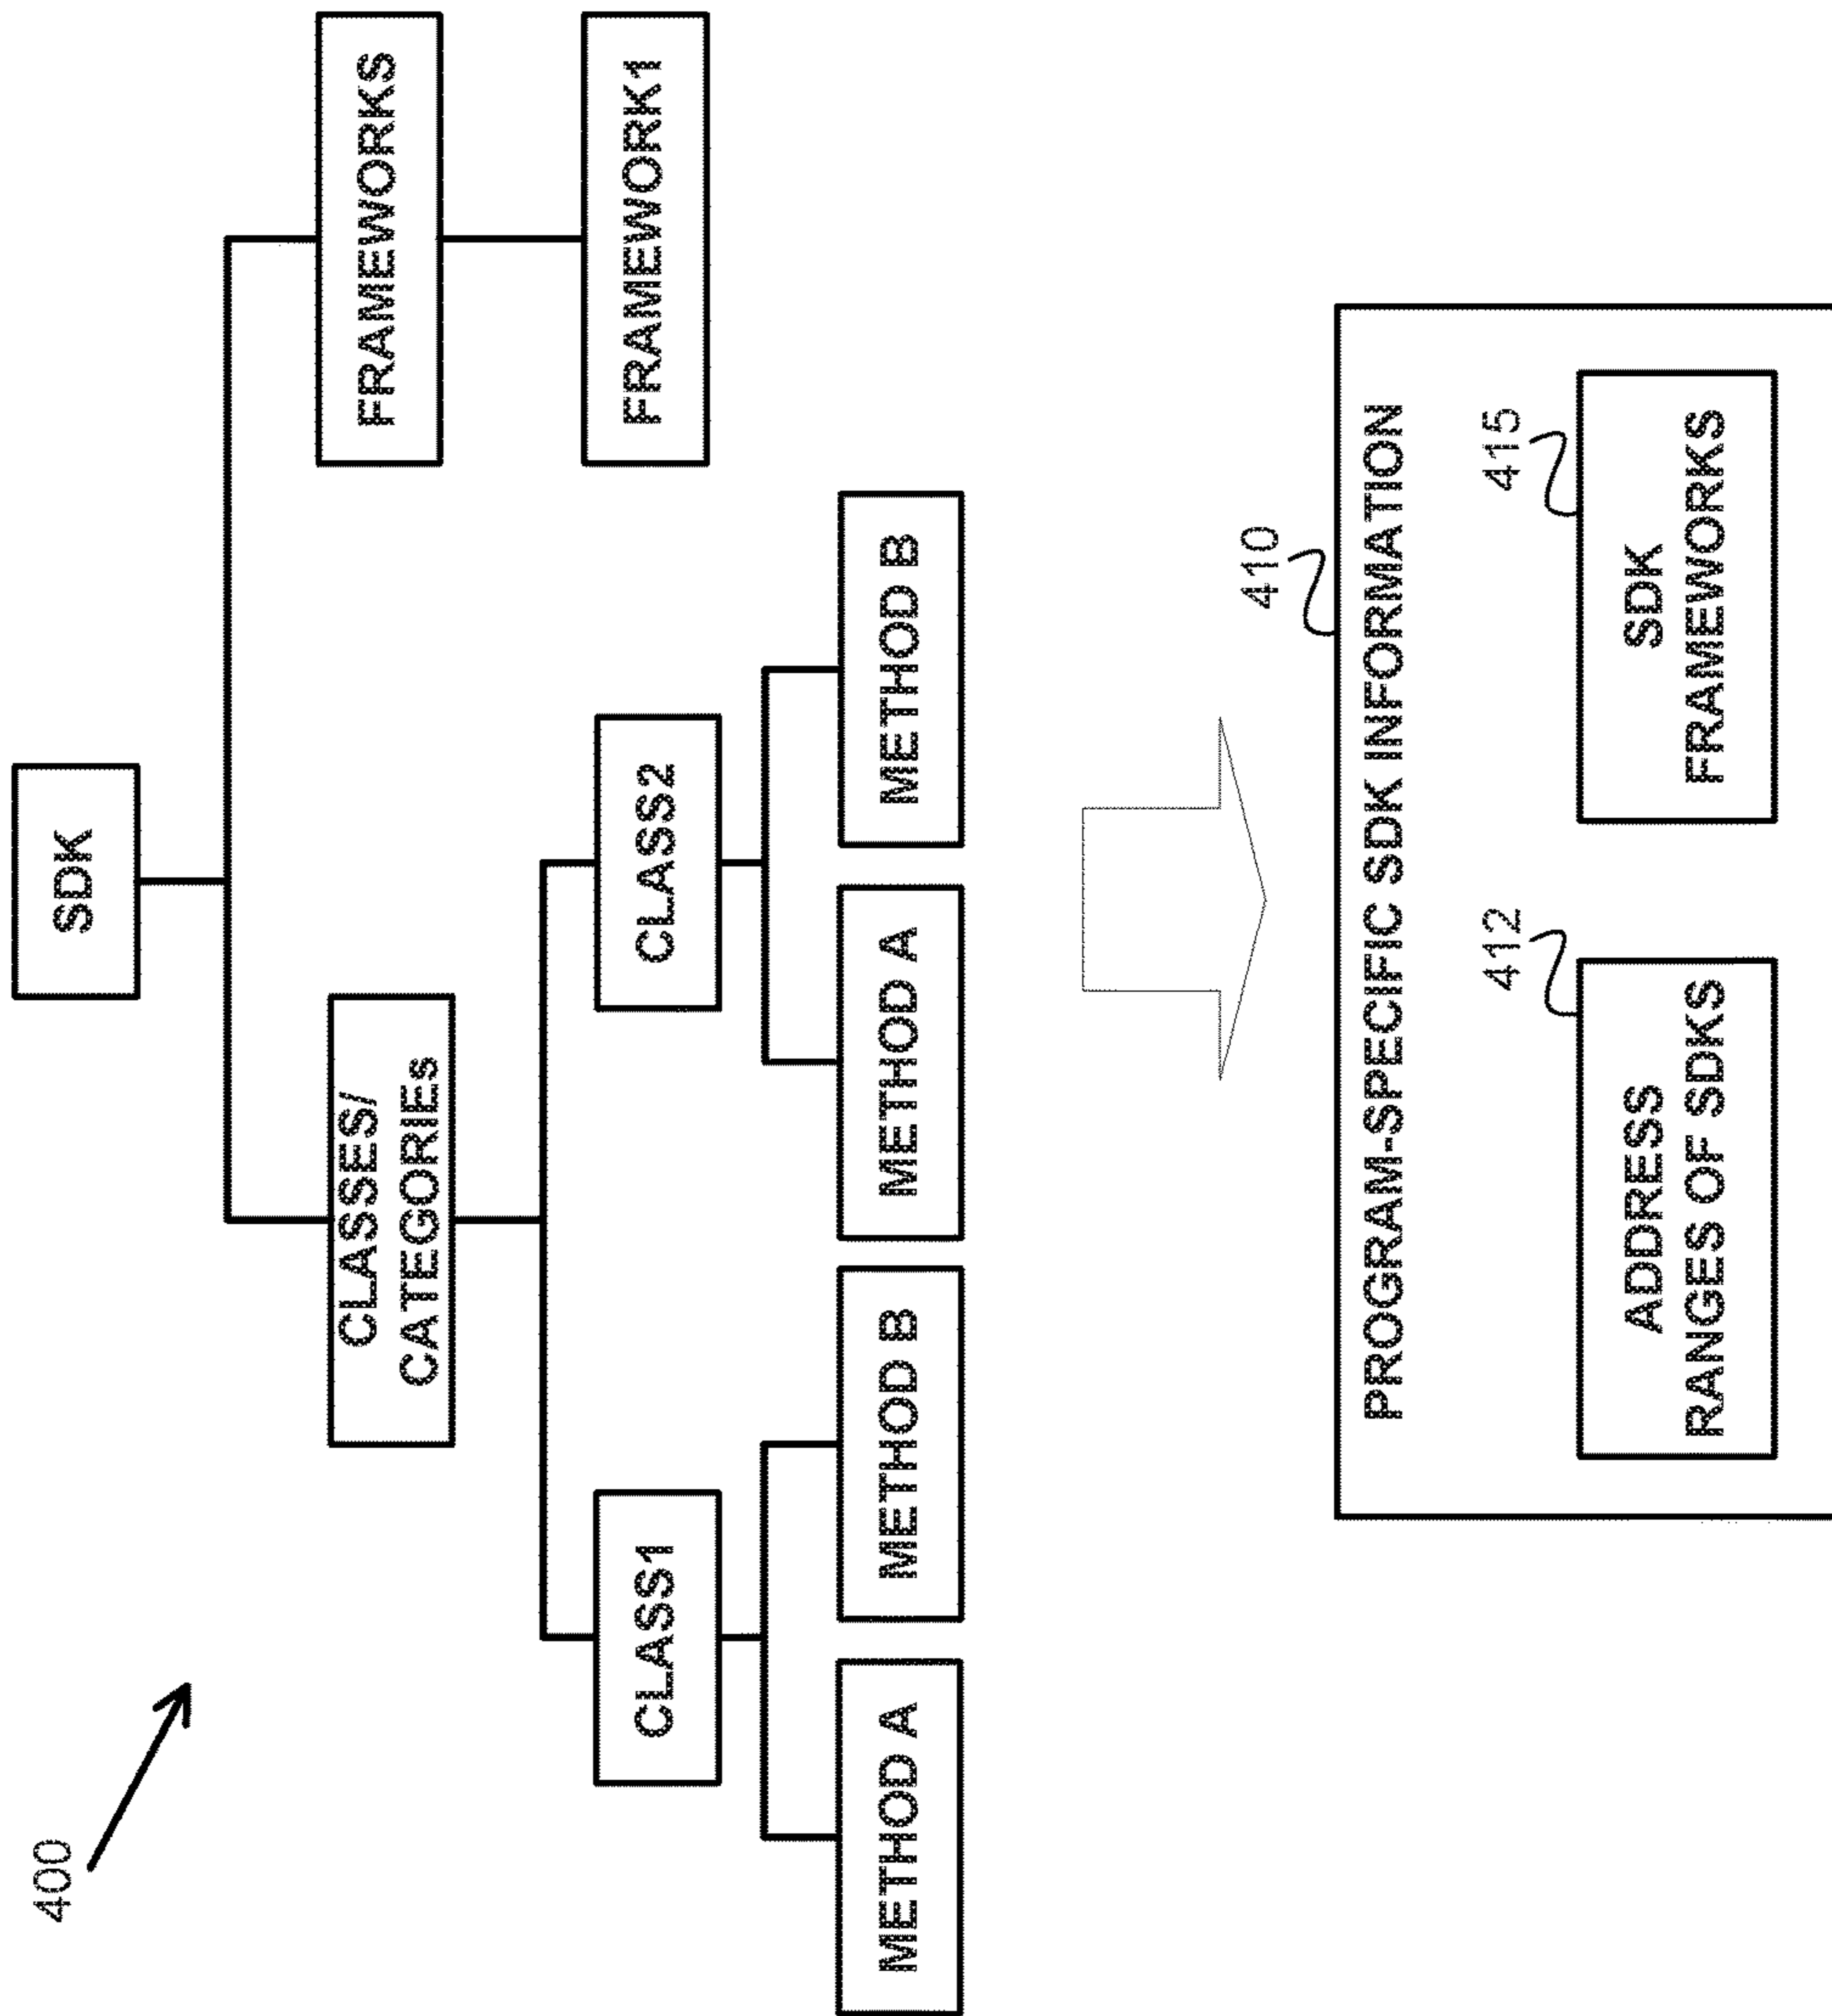 400
SDK
CLASSES/
CATEGORIEs
FRAMEWORKS
CLASS1
CLASS2
FRAMEWORK1
METHOD A
METHOD B
METHOD A
METHOD B
410
PROGRAM-SPECIFIC SDK INFORMATION
412
415
ADDRESS
RANGES OF SDKS
SDK
FRAMEWORKS